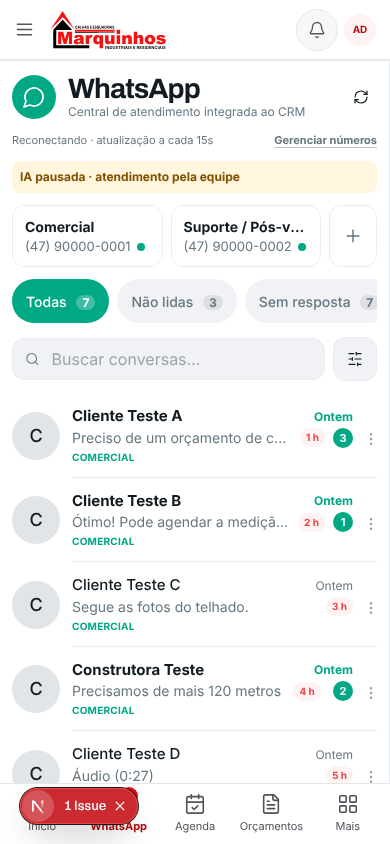 CALHAS E ESQUADRIAS
Marquinhos
INDUSTRIAIS E RESIDENCIAIS
AD
WhatsApp
Central de atendimento integrada ao CRM
Reconectando · atualização a cada 15s
Gerenciar números
IA pausada · atendimento pela equipe
Comercial
(47) 90000-0001
Suporte / Pós-v...
(47) 90000-0002
Todas 7
Não lidas 3
Sem resposta 7
Buscar conversas...
C
Cliente Teste A
Ontem
Preciso de um orçamento de c...
1 h
3
COMERCIAL
C
Cliente Teste B
Ontem
Ótimo! Pode agendar a mediçã...
2 h
1
COMERCIAL
C
Cliente Teste C
Ontem
Segue as fotos do telhado.
3 h
COMERCIAL
C
Construtora Teste
Ontem
Precisamos de mais 120 metros
4 h
2
COMERCIAL
C
Cliente Teste D
Ontem
Áudio (0:27)
5 h
N
1 Issue
Início
WhatsApp
Agenda
Orçamentos
Mais